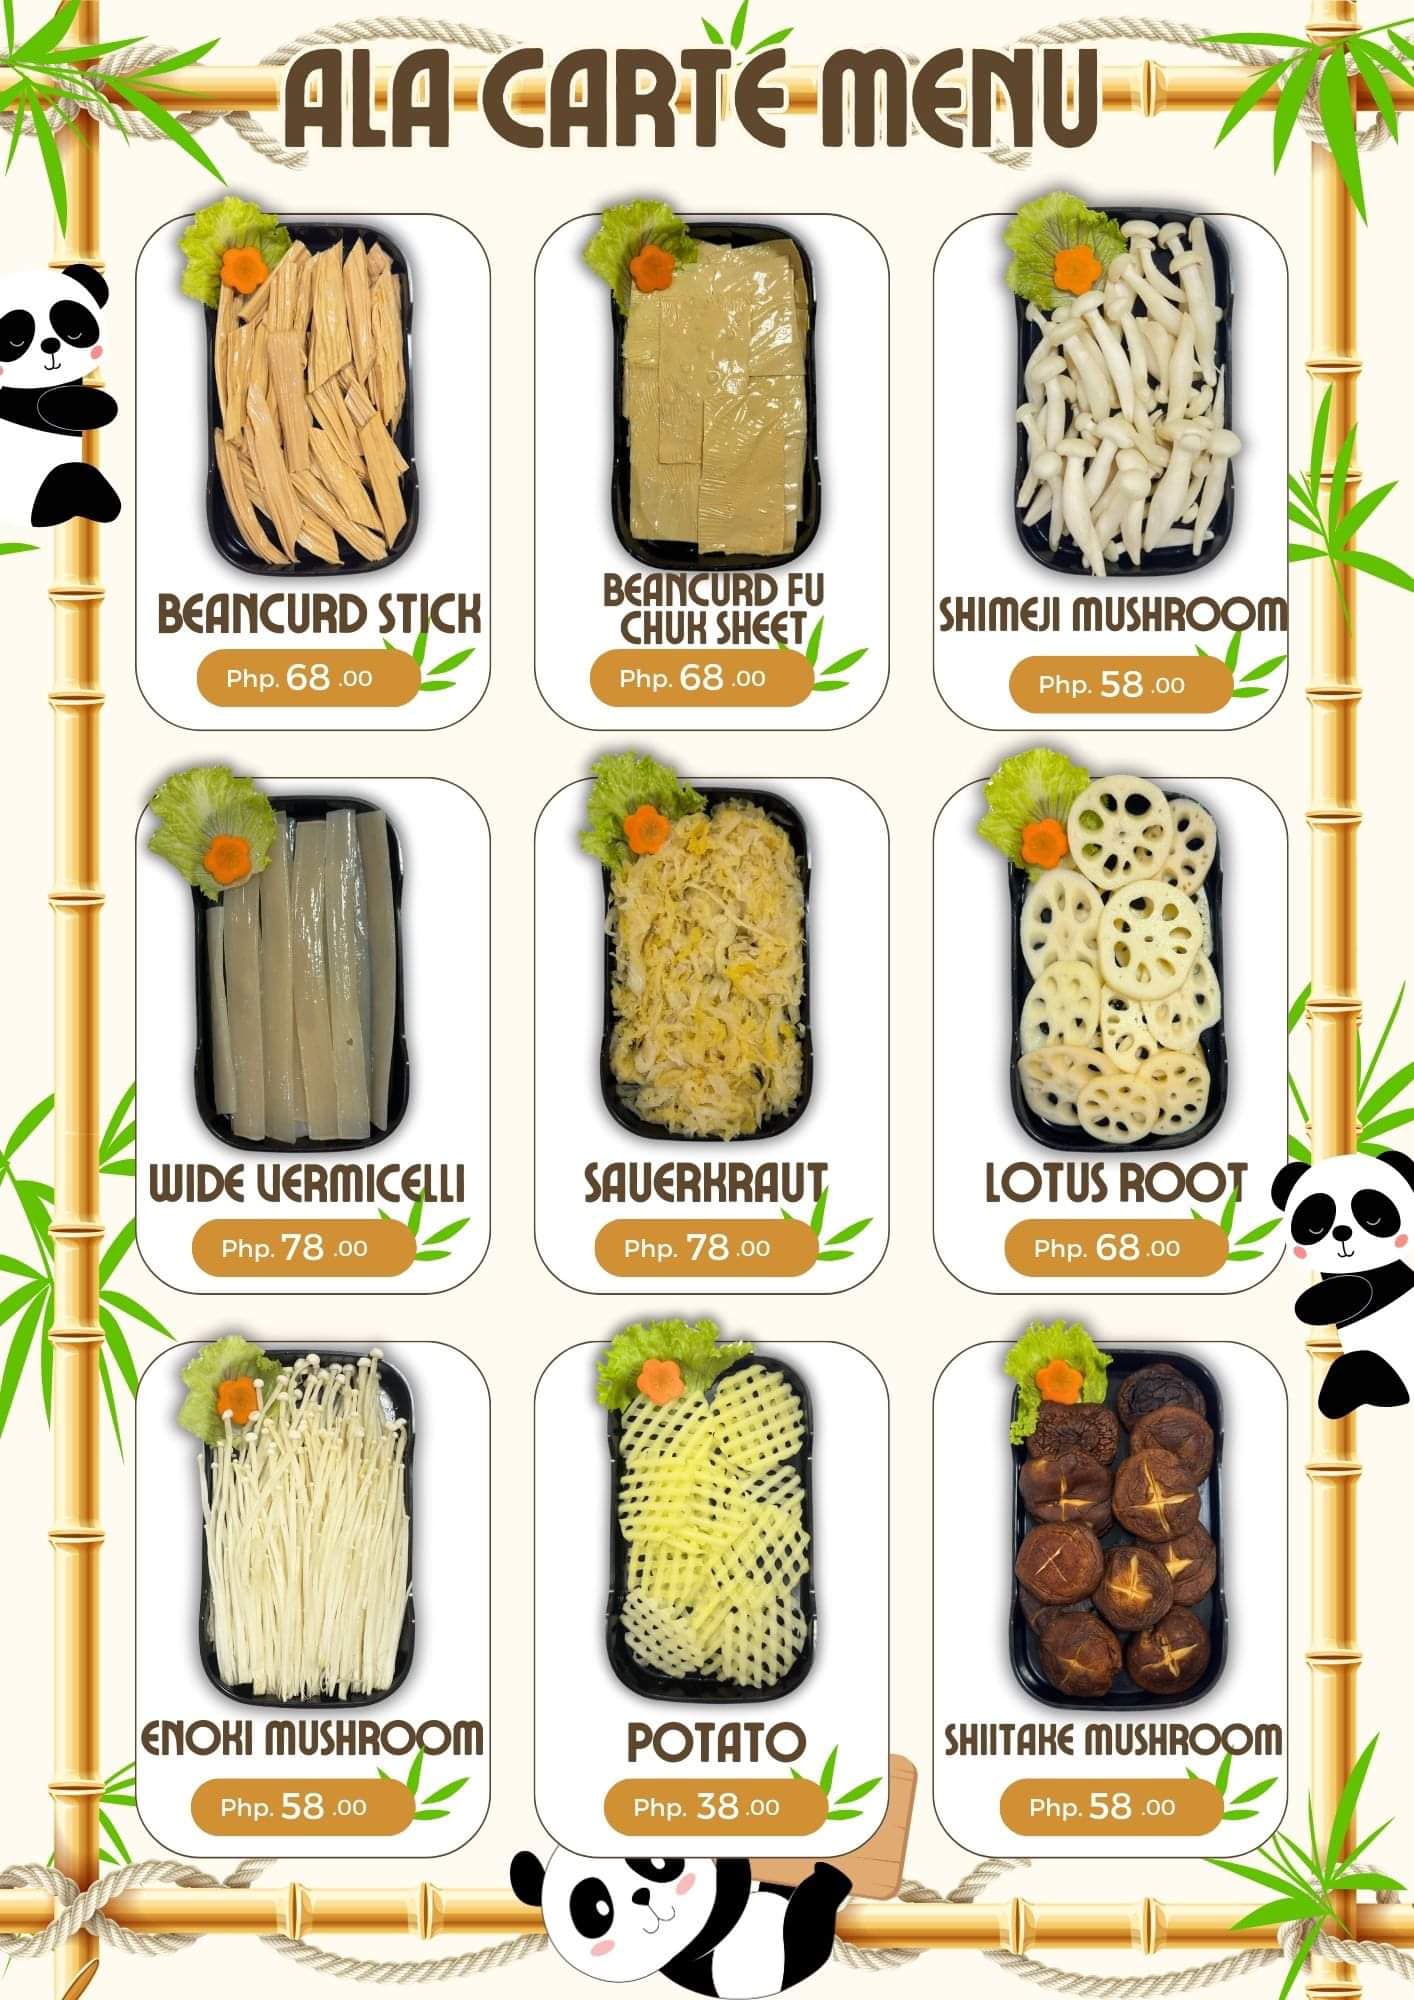 ALA CARTE MENU
BEANCURD STICK
Php. 68 .00
BEANCURD FU
CHUK SHEET
Php. 68 .00
SHIMEJI MUSHROOM
Php. 58 .00
WIDE VERMICELLI
Php. 78 .00
SAUERKRAUT
Php. 78 .00
LOTUS ROOT
Php. 68 .00
ENOKI MUSHROOM
Php. 58 .00
POTATO
Php. 38 .00
SHIITAKE MUSHROOM
Php. 58 .00